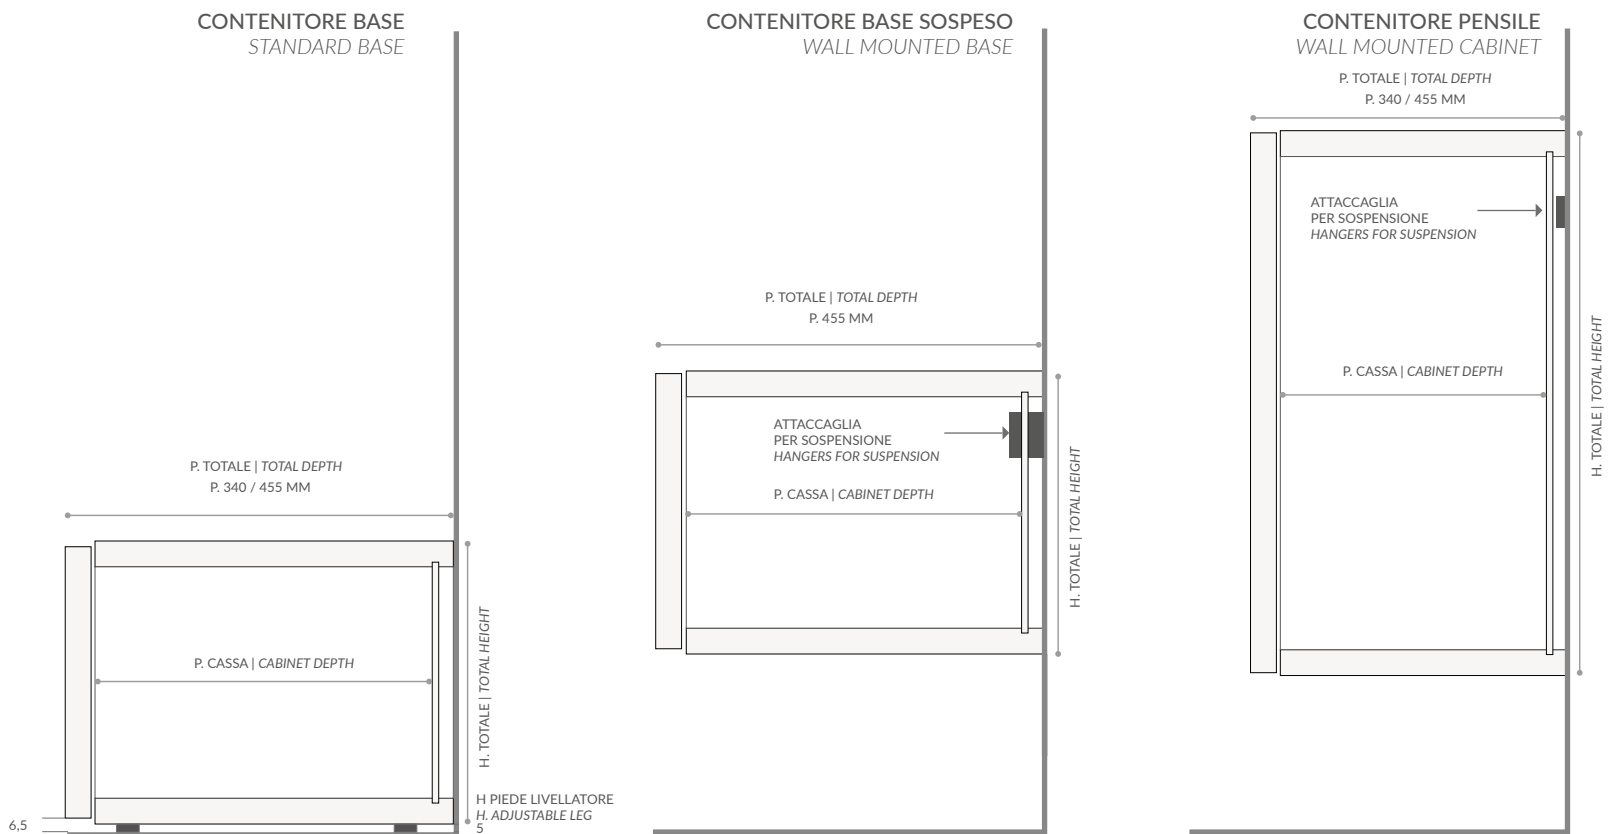 CONTENITORE BASE
STANDARD BASE
P. TOTALE | TOTAL DEPTH
P. 340 / 455 MM
P. CASSA | CABINET DEPTH
H. TOTALE | TOTAL HEIGHT
H PIEDE LIVELLATORE
H. ADJUSTABLE LEG
5
6,5
CONTENITORE BASE SOSPESO
WALL MOUNTED BASE
P. TOTALE | TOTAL DEPTH
P. 455 MM
ATTACCAGLIA
PER SOSPENSIONE
HANGERS FOR SUSPENSION
P. CASSA | CABINET DEPTH
H. TOTALE | TOTAL HEIGHT
CONTENITORE PENSILE
WALL MOUNTED CABINET
P. TOTALE | TOTAL DEPTH
P. 340 / 455 MM
ATTACCAGLIA
PER SOSPENSIONE
HANGERS FOR SUSPENSION
P. CASSA | CABINET DEPTH
H. TOTALE | TOTAL HEIGHT